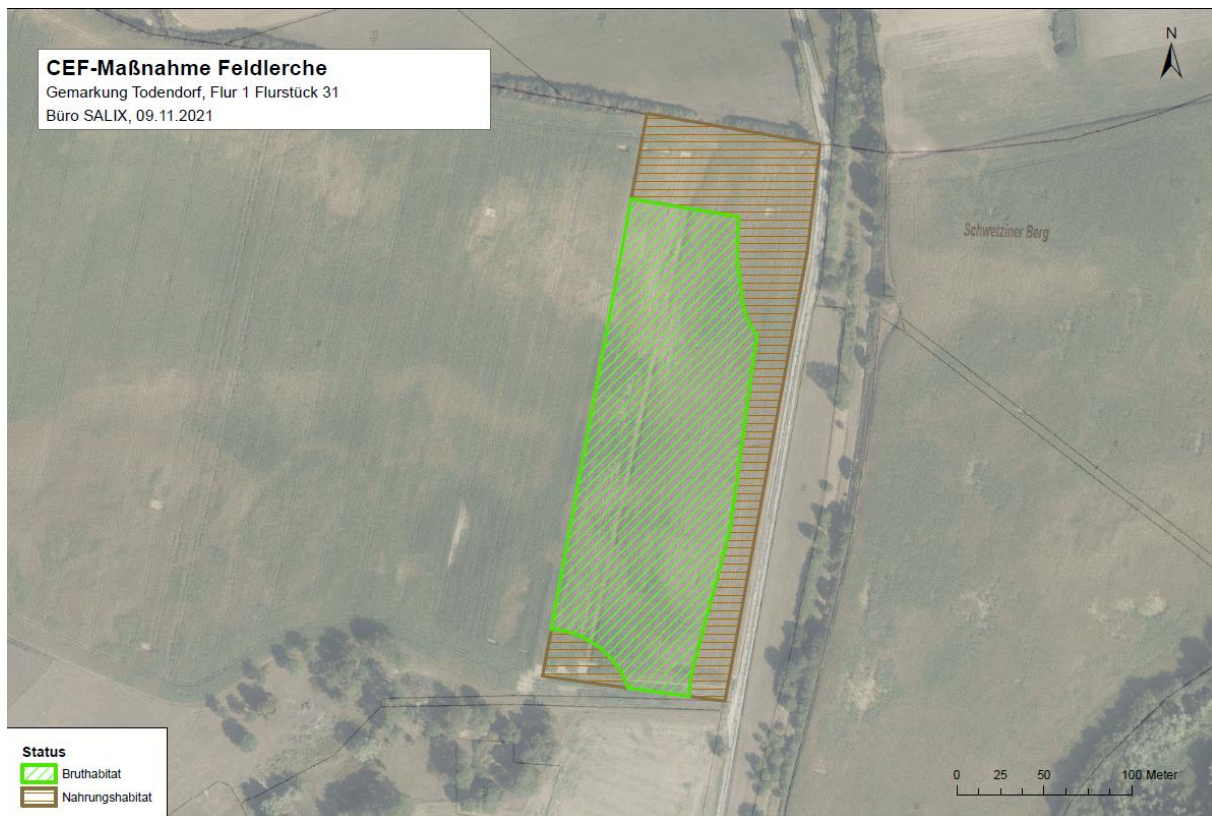 CEF-Maßnahme Feldlerche
Gemarkung Todendorf, Flur 1 Flurstück 31
Büro SALIX, 09.11.2021
N
Schwetziner Berg
Status
Bruthabitat
Nahrungshabitat
0 25 50 100 Meter